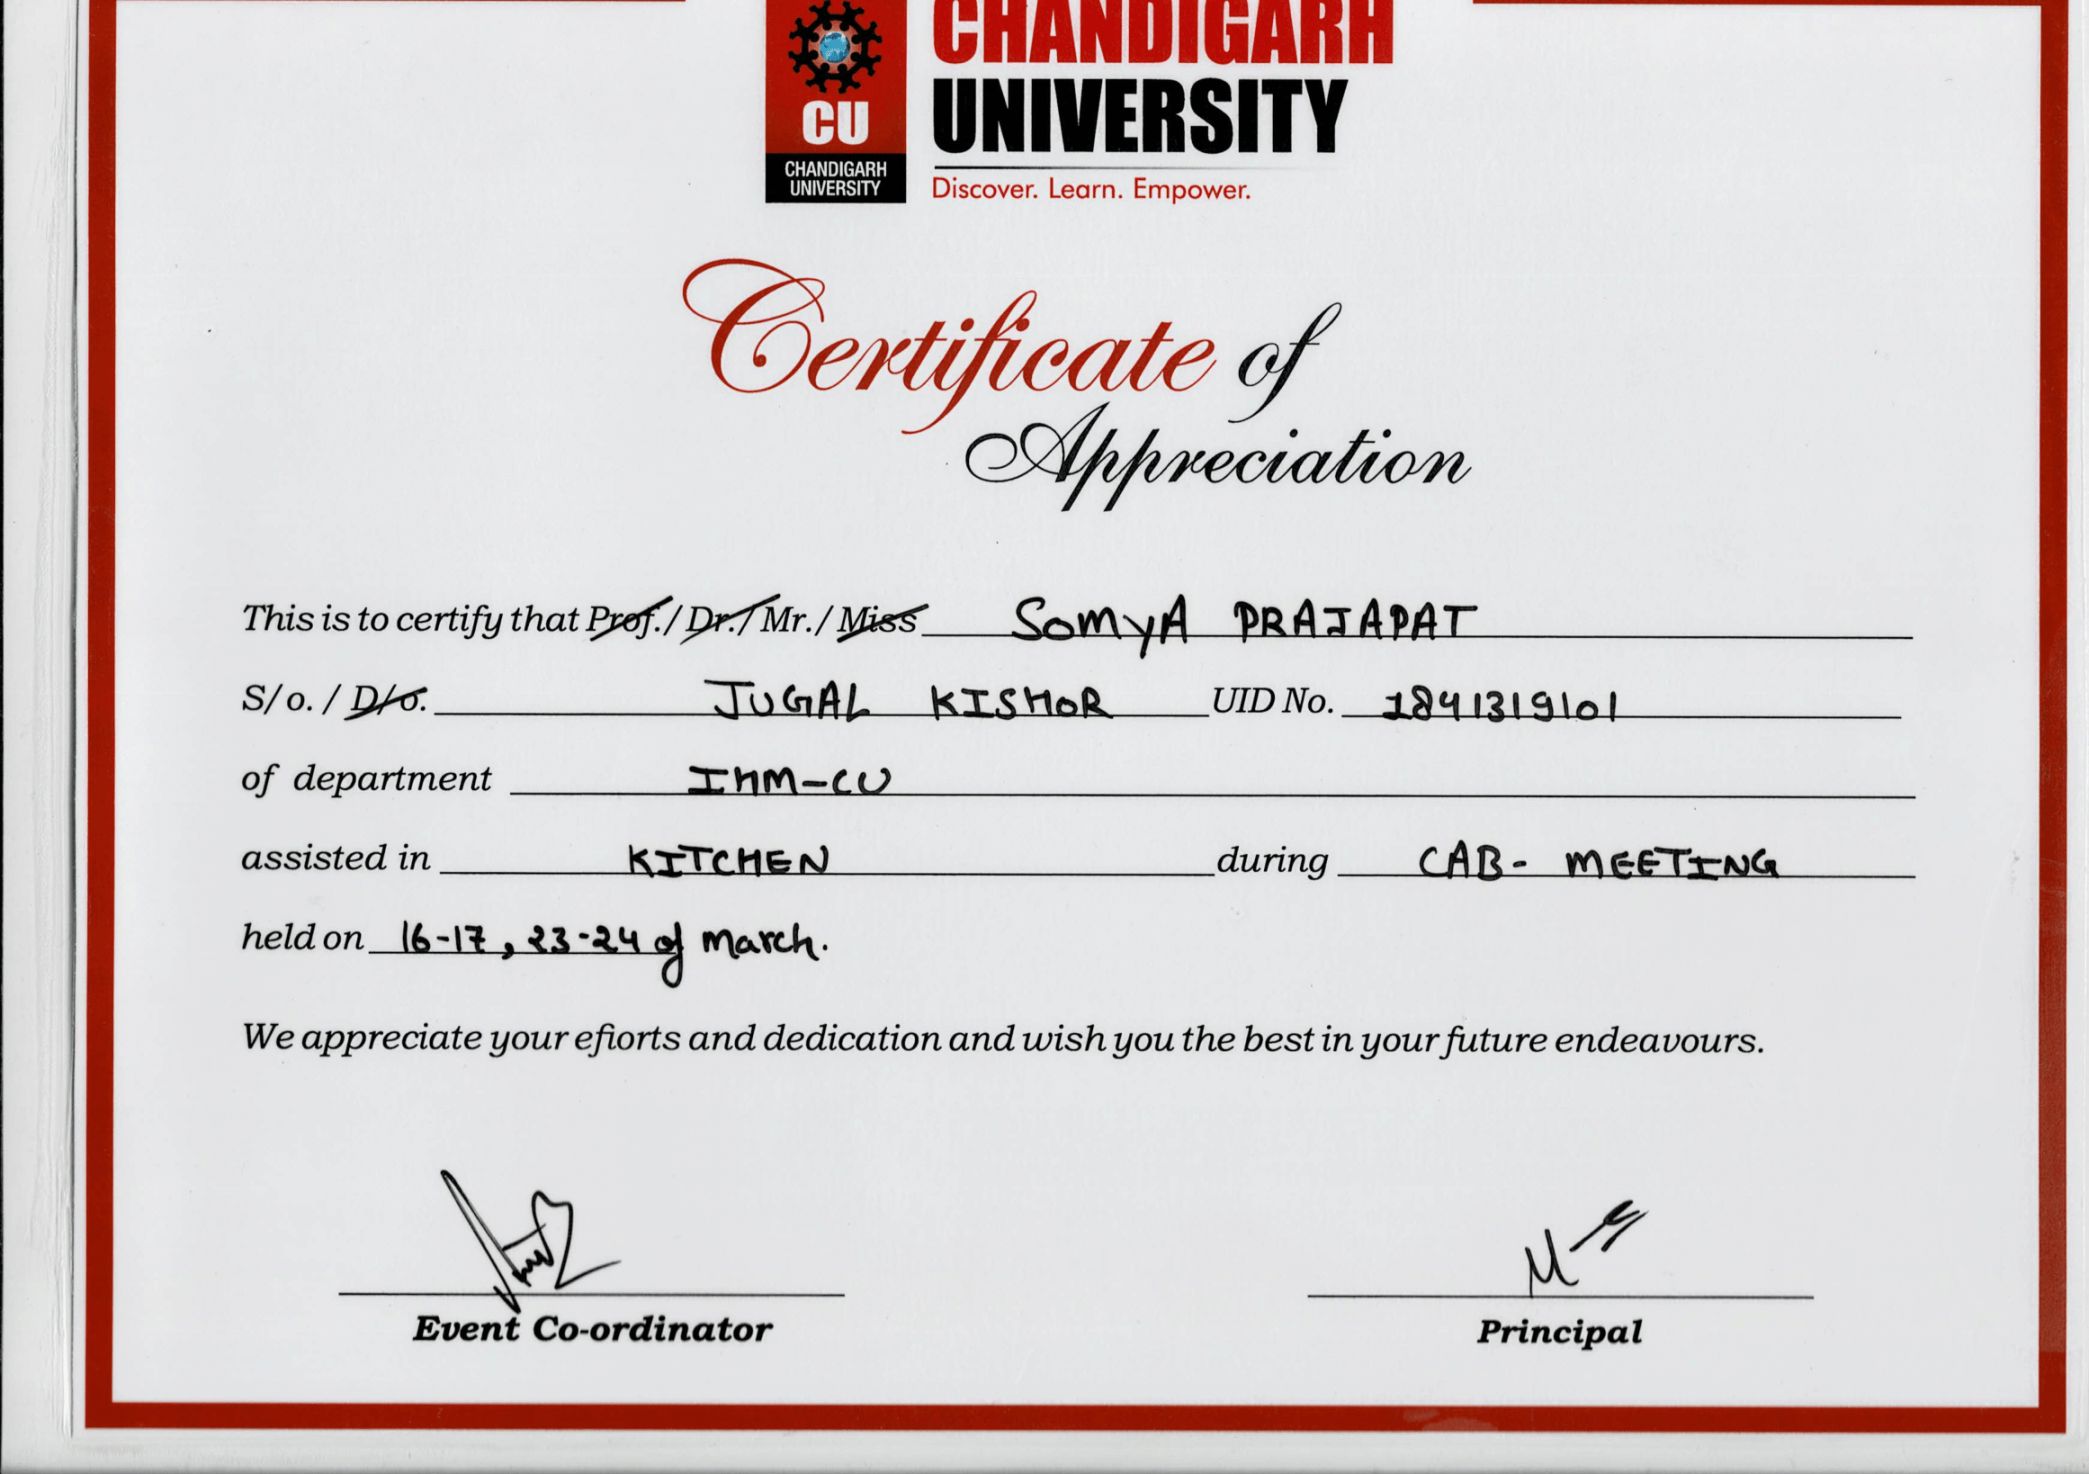 CHANDIGARH
UNIVERSITY
Discover. Learn. Empower.
CU
CHANDIGARH
UNIVERSITY
Certificate of
Appreciation
This is to certify that Prof./ Dr./ Mr./ Miss SOMYA PRAJAPAT
S/o. / D/o. JUGAL KISHOR UID No. 1841319101
of department IHM-CU
assisted in KITCHEN during CAB- MEETING
held on 16-17, 23-24 of March.
We appreciate your efiorts and dedication and wish you the best in your future endeavours.
Event Co-ordinator
Principal